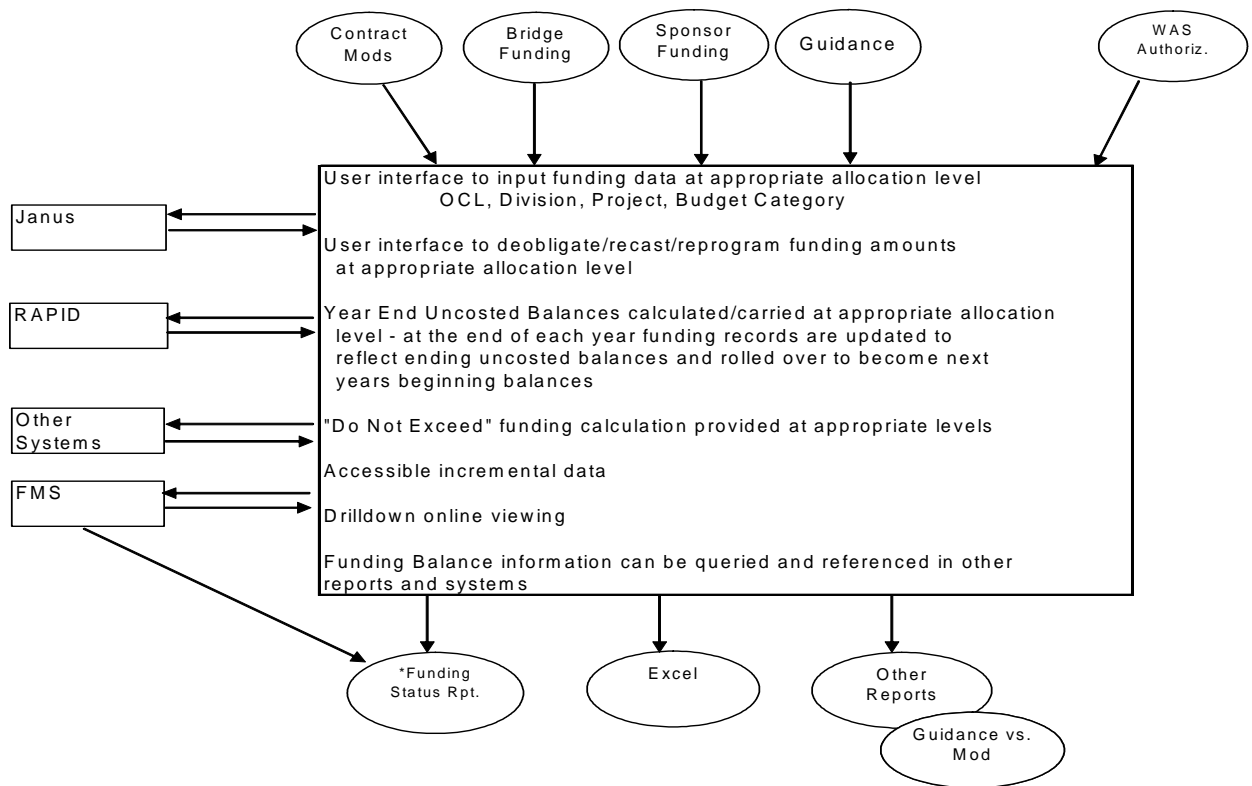 Contract
Mods
Bridge
Funding
Sponsor
Funding
Guidance
WAS
Authoriz.
User interface to input funding data at appropriate allocation level
OCL, Division, Project, Budget Category
User interface to deobligate/recast/reprogram funding amounts
at appropriate allocation level
Year End Uncosted Balances calculated/carried at appropriate allocation
level - at the end of each year funding records are updated to
reflect ending uncosted balances and rolled over to become next
years beginning balances
"Do Not Exceed" funding calculation provided at appropriate levels
Accessible incremental data
Drilldown online viewing
Funding Balance information can be queried and referenced in other
reports and systems
Janus
RAPID
Other
Systems
FMS
*Funding
Status Rpt.
Excel
Other
Reports
Guidance vs.
Mod